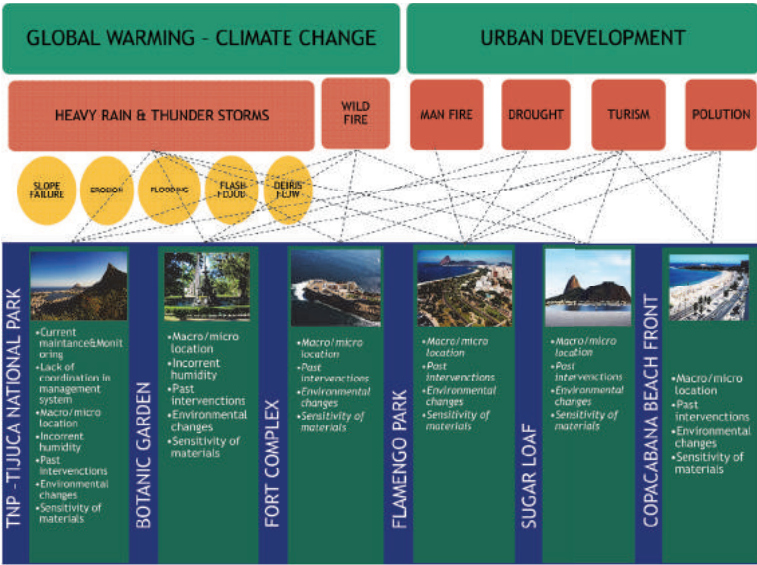 GLOBAL WARMING – CLIMATE CHANGE
URBAN DEVELOPMENT
HEAVY RAIN & THUNDER STORMS
WILD
FIRE
MAN FIRE
DROUGHT
TURISM
POLUTION
SLOPE
FAILURE
EROSION
FLOODING
FLASH
FLOOD
DEIRIS
FLOW
TNP – TIJUCA NATIONAL PARK
•Current
maintance&Monit
oring
•Lack of
coordination in
management
system
•Macro/micro
location
•Incorrent
humidity
•Past
intervenctions
•Environmental
changes
•Sensitivity of
materials
BOTANIC GARDEN
•Macro/micro
location
•Incorrent
humidity
•Past
intervenctions
•Environmental
changes
•Sensitivity of
materials
FORT COMPLEX
•Macro/micro
location
•Past
intervenctions
•Environmental
changes
•Sensitivity of
materials
FLAMENGO PARK
•Macro/micro
location
•Past
intervenctions
•Environmental
changes
•Sensitivity of
materials
SUGAR LOAF
•Macro/micro
location
•Past
intervenctions
•Environmental
changes
•Sensitivity of
materials
COPACABANA BEACH FRONT
•Macro/micro
location
•Past
intervenctions
•Environmental
changes
•Sensitivity of
materials